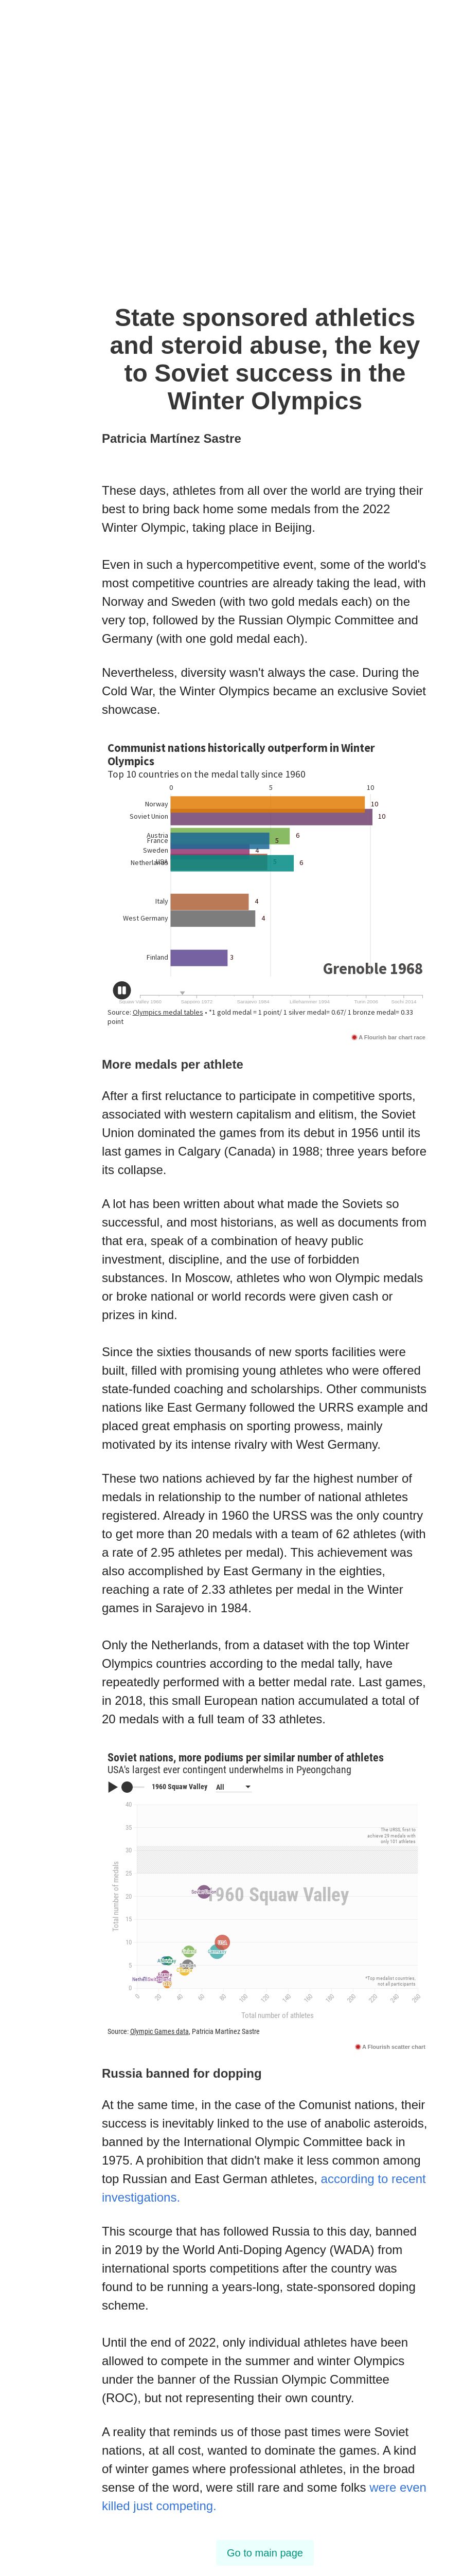 State sponsored athletics
and steroid abuse, the key
to Soviet success in the
Winter Olympics
Patricia Martínez Sastre
These days, athletes from all over the world are trying their
best to bring back home some medals from the 2022
Winter Olympic, taking place in Beijing.
Even in such a hypercompetitive event, some of the world's
most competitive countries are already taking the lead, with
Norway and Sweden (with two gold medals each) on the
very top, followed by the Russian Olympic Committee and
Germany (with one gold medal each).
Nevertheless, diversity wasn't always the case. During the
Cold War, the Winter Olympics became an exclusive Soviet
showcase.
Communist nations historically outperform in Winter
Olympics
Top 10 countries on the medal tally since 1960
0 5 10
Norway 10
Soviet Union 10
Austria 6
France 5
Sweden 4
Netherlands 6
Italy 4
West Germany 4
Finland 3
Grenoble 1968
Squaw Valley 1960 Sapporo 1972 Sarajevo 1984 Lillehammer 1994 Turin 2006 Sochi 2014
Source: Olympics medal tables • *1 gold medal = 1 point/ 1 silver medal= 0.67/ 1 bronze medal= 0.33
point
A Flourish bar chart race
More medals per athlete
After a first reluctance to participate in competitive sports,
associated with western capitalism and elitism, the Soviet
Union dominated the games from its debut in 1956 until its
last games in Calgary (Canada) in 1988; three years before
its collapse.
A lot has been written about what made the Soviets so
successful, and most historians, as well as documents from
that era, speak of a combination of heavy public
investment, discipline, and the use of forbidden
substances. In Moscow, athletes who won Olympic medals
or broke national or world records were given cash or
prizes in kind.
Since the sixties thousands of new sports facilities were
built, filled with promising young athletes who were offered
state-funded coaching and scholarships. Other communists
nations like East Germany followed the URRS example and
placed great emphasis on sporting prowess, mainly
motivated by its intense rivalry with West Germany.
These two nations achieved by far the highest number of
medals in relationship to the number of national athletes
registered. Already in 1960 the URSS was the only country
to get more than 20 medals with a team of 62 athletes (with
a rate of 2.95 athletes per medal). This achievement was
also accomplished by East Germany in the eighties,
reaching a rate of 2.33 athletes per medal in the Winter
games in Sarajevo in 1984.
Only the Netherlands, from a dataset with the top Winter
Olympics countries according to the medal tally, have
repeatedly performed with a better medal rate. Last games,
in 2018, this small European nation accumulated a total of
20 medals with a full team of 33 athletes.
Soviet nations, more podiums per similar number of athletes
USA's largest ever contingent underwhelms in Pyeongchang
1960 Squaw Valley All
40
The URSS, first to
achieve 29 medals with
only 101 athletes
35
30
25
1960 Squaw Valley
20
15
10
5
0
*Top medalist countries,
not all participants
Total number of medals
0 20 40 60 80 100 120 140 160 180 200 220 240 260
Total number of athletes
Source: Olympic Games data, Patricia Martínez Sastre
A Flourish scatter chart
Russia banned for dopping
At the same time, in the case of the Comunist nations, their
success is inevitably linked to the use of anabolic asteroids,
banned by the International Olympic Committee back in
1975. A prohibition that didn't make it less common among
top Russian and East German athletes, according to recent
investigations.
This scourge that has followed Russia to this day, banned
in 2019 by the World Anti-Doping Agency (WADA) from
international sports competitions after the country was
found to be running a years-long, state-sponsored doping
scheme.
Until the end of 2022, only individual athletes have been
allowed to compete in the summer and winter Olympics
under the banner of the Russian Olympic Committee
(ROC), but not representing their own country.
A reality that reminds us of those past times were Soviet
nations, at all cost, wanted to dominate the games. A kind
of winter games where professional athletes, in the broad
sense of the word, were still rare and some folks were even
killed just competing.
Go to main page